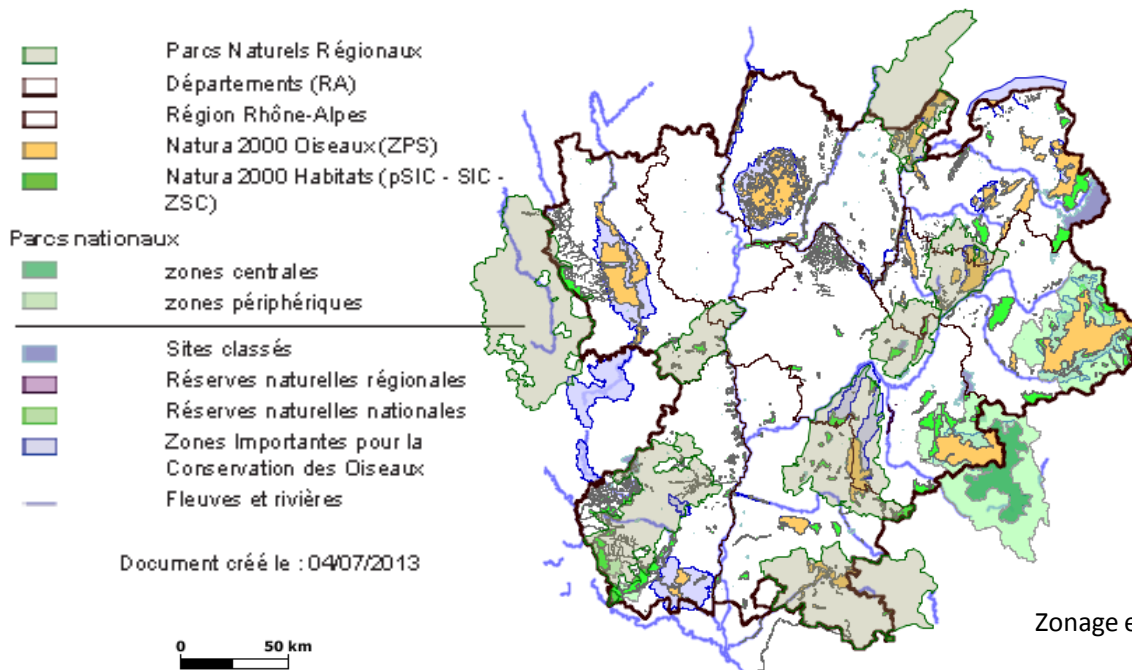 Parcs Naturels Régionaux
Départements (RA)
Région Rhône-Alpes
Natura 2000 Oiseaux (ZPS)
Natura 2000 Habitats (pSIC - SIC -
ZSC)
Parcs nationaux
zones centrales
zones périphériques
Sites classés
Réserves naturelles régionales
Réserves naturelles nationales
Zones Importantes pour la
Conservation des Oiseaux
Fleuves et rivières
Document créé le : 04/07/2013
0 50 km
Zonage e